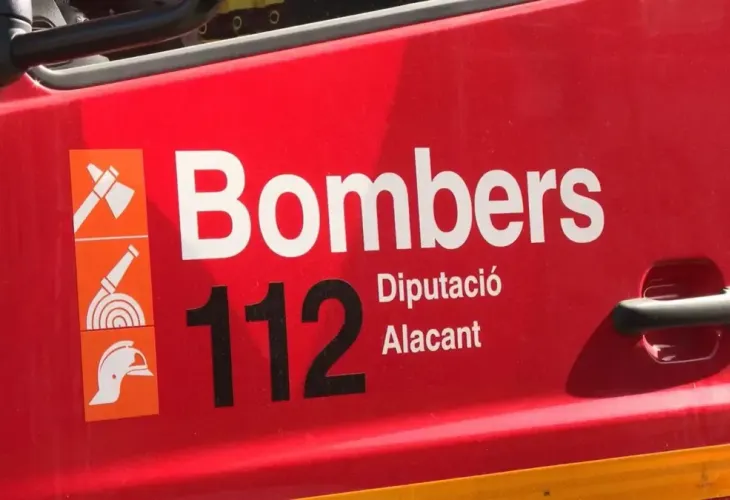 Bombers
112
Diputació
Alacant